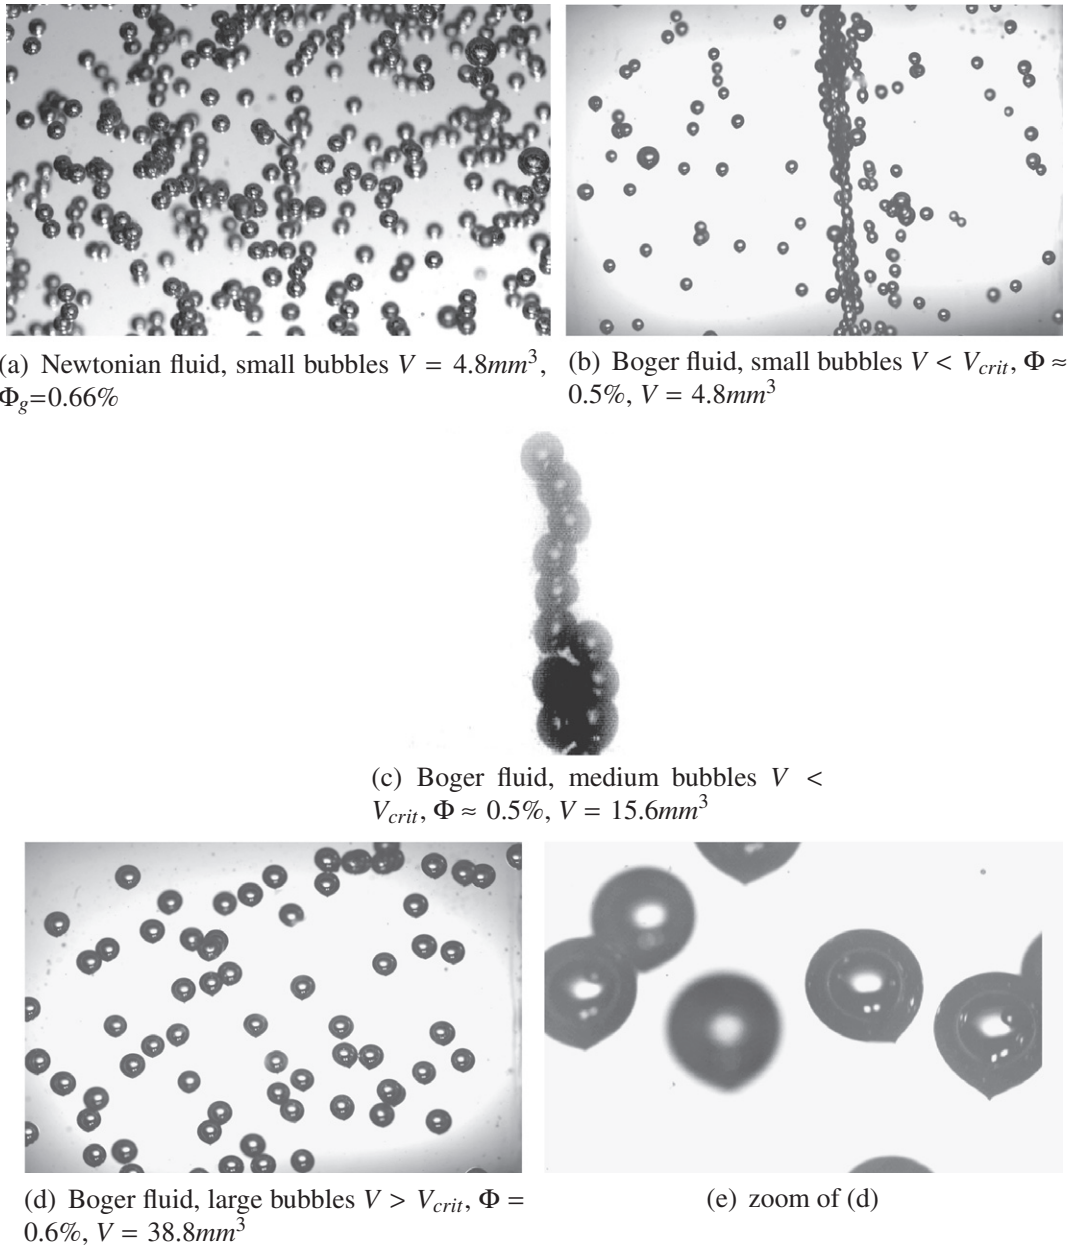 (a) Newtonian fluid, small bubbles V = 4.8mm³,
Φg=0.66%
(b) Boger fluid, small bubbles V < Vcrit, Φ ≈
0.5%, V = 4.8mm³
(c) Boger fluid, medium bubbles V <
Vcrit, Φ ≈ 0.5%, V = 15.6mm³
(d) Boger fluid, large bubbles V > Vcrit, Φ =
0.6%, V = 38.8mm³
(e) zoom of (d)